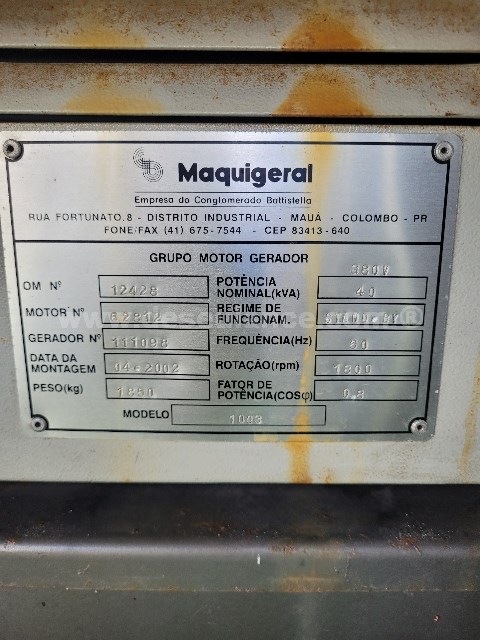 Maquigeral
Empresa do Conglomerado Battistella
RUA FORTUNATO, 8 - DISTRITO INDUSTRIAL - MAUÁ - COLOMBO - PR
FONE/FAX (41) 675-7544 - CEP 83413-640
GRUPO MOTOR GERADOR
380V
OM Nº 12428 POTÊNCIA NOMINAL(kVA) 40
MOTOR Nº REGIME DE FUNCIONAM.
GERADOR Nº 111098 FREQUÊNCIA(Hz) 60
DATA DA MONTAGEM 04-2002 ROTAÇÃO(rpm) 1800
PESO(kg) FATOR DE POTÊNCIA(COSφ) 0,8
MODELO